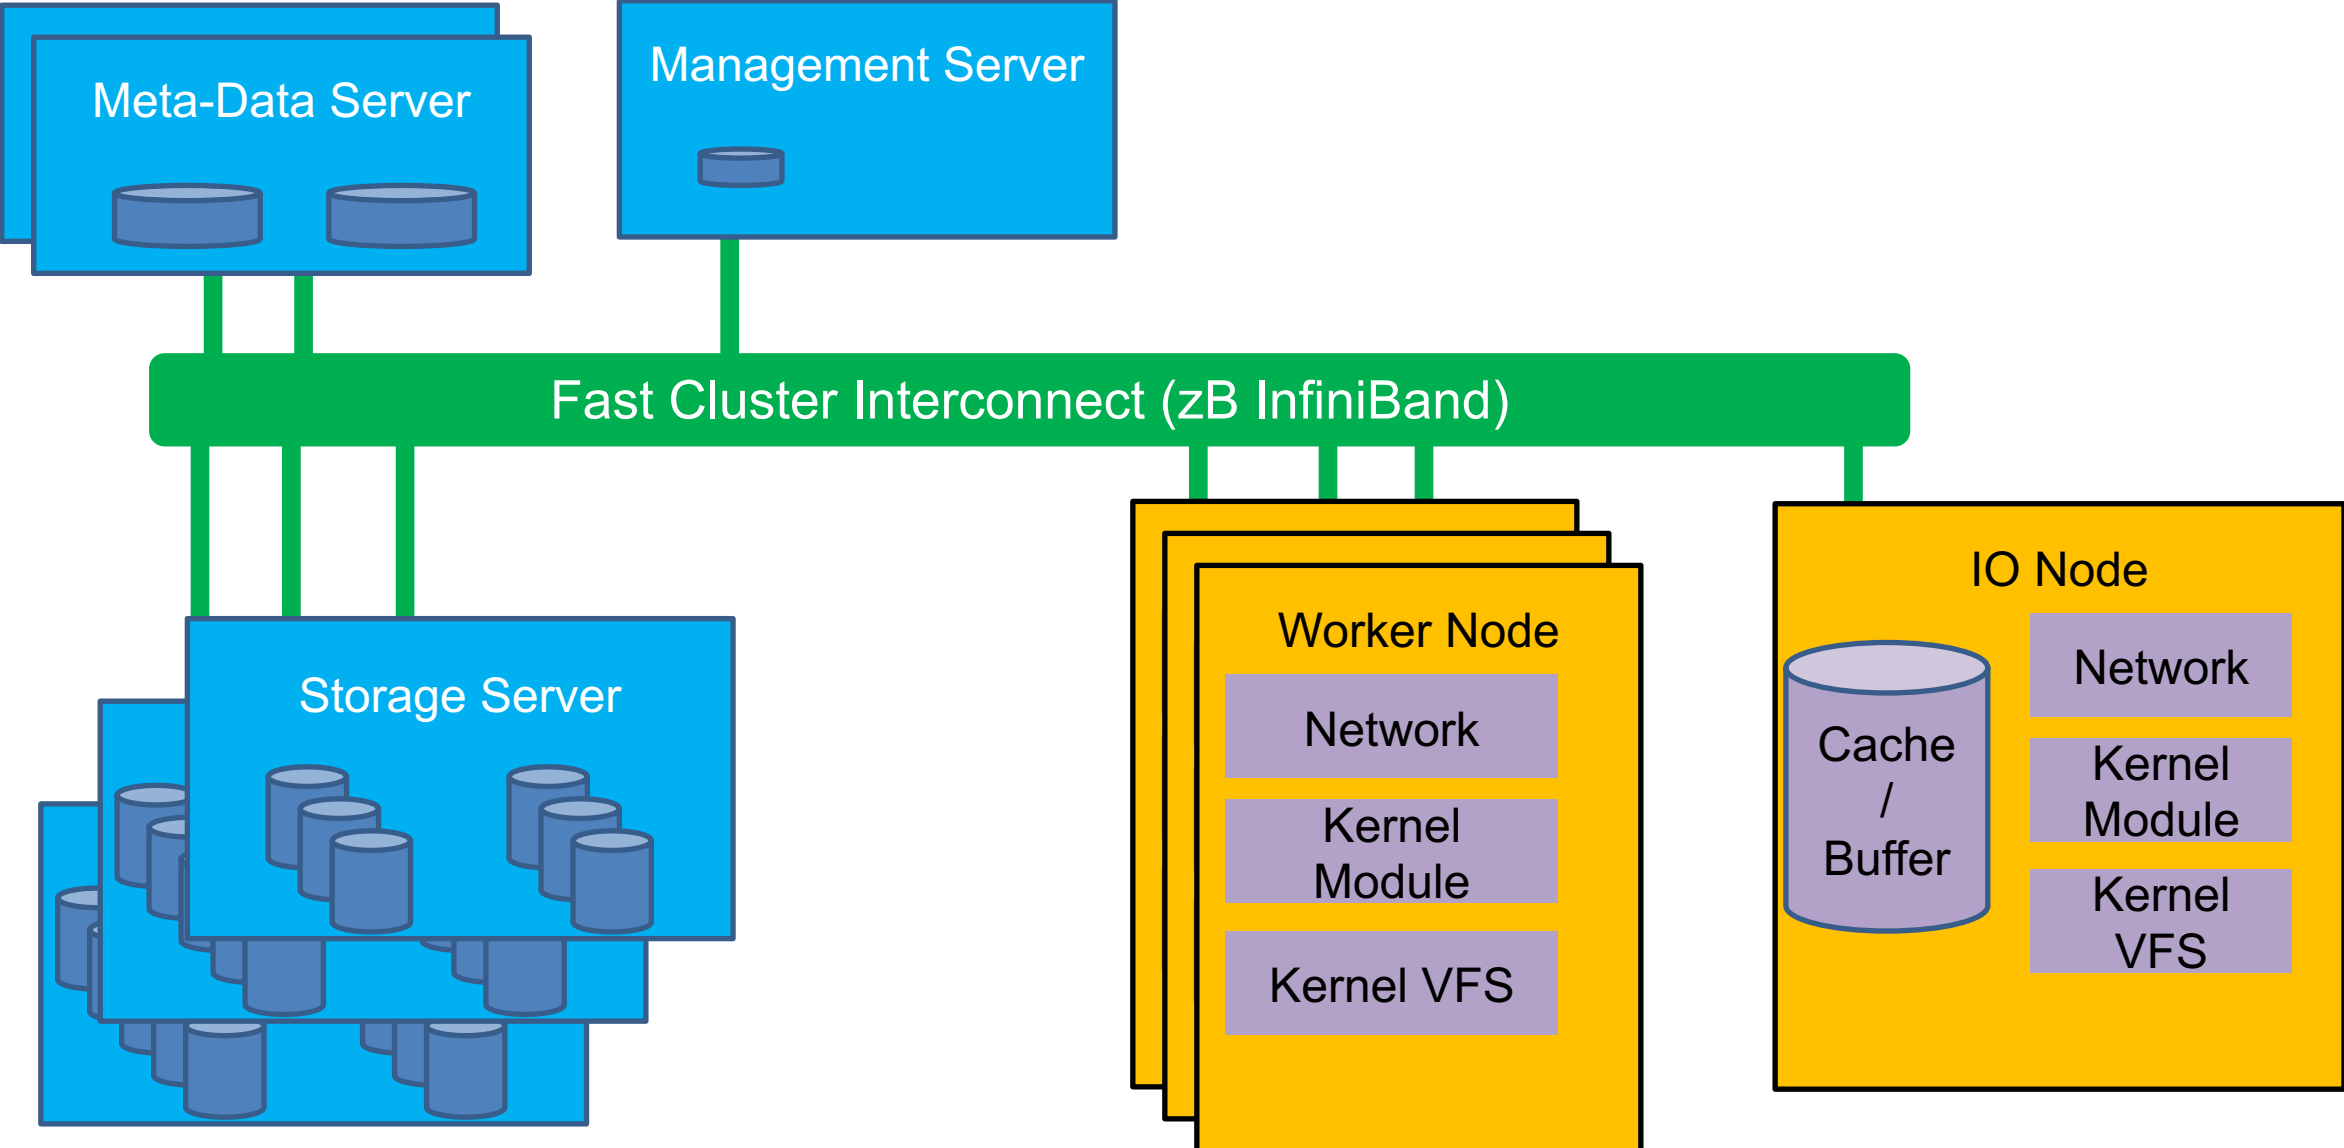 Meta-Data Server
Management Server
Fast Cluster Interconnect (zB InfiniBand)
Storage Server
Worker Node
Network
Kernel
Module
Kernel VFS
IO Node
Cache
/
Buffer
Network
Kernel
Module
Kernel
VFS